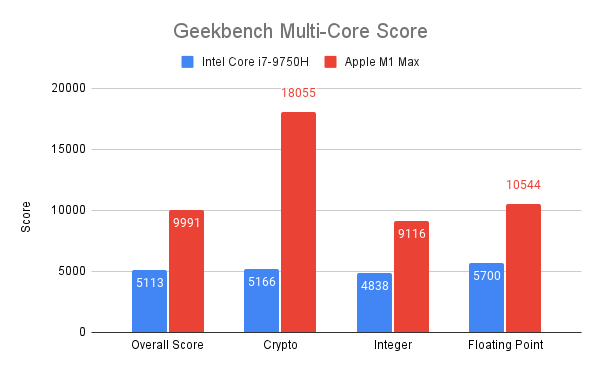 Geekbench Multi-Core Score
Intel Core i7-9750H Apple M1 Max
20000
15000
10000
5000
0
Score
5113 9991
5166 18055
4838 9116
5700 10544
Overall Score Crypto Integer Floating Point